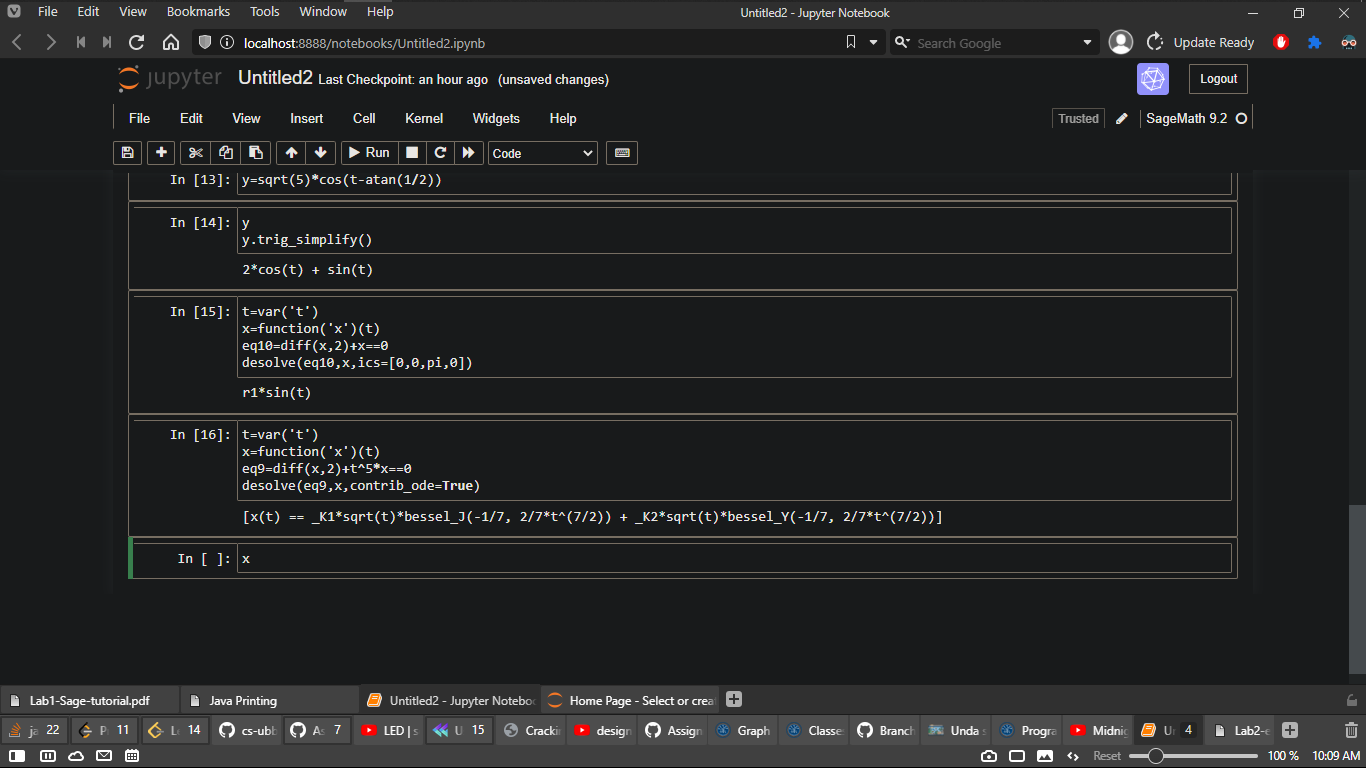 File Edit View Bookmarks Tools Window Help
Untitled2 - Jupyter Notebook
localhost:8888/notebooks/Untitled2.ipynb
Search Google
Update Ready
jupyter Untitled2 Last Checkpoint: an hour ago (unsaved changes)
Logout
File Edit View Insert Cell Kernel Widgets Help
Trusted
SageMath 9.2
Run
Code
In [13]: y=sqrt(5)*cos(t-atan(1/2))
In [14]: y
y.trig_simplify()
2*cos(t) + sin(t)
In [15]: t=var('t')
x=function('x')(t)
eq10=diff(x,2)+x==0
desolve(eq10,x,ics=[0,0,pi,0])
r1*sin(t)
In [16]: t=var('t')
x=function('x')(t)
eq9=diff(x,2)+t^5*x==0
desolve(eq9,x,contrib_ode=True)
[x(t) == _K1*sqrt(t)*bessel_J(-1/7, 2/7*t^(7/2)) + _K2*sqrt(t)*bessel_Y(-1/7, 2/7*t^(7/2))]
In [ ]: x
Lab1-Sage-tutorial.pdf
Java Printing
Untitled2 - Jupyter Noteboo
Home Page - Select or crea
ja 22
11
14
cs-ubb
As 7
LED | s
U 15
Cracki
design
Assign
Graph
Classe
Branch
Unda s
Progra
Midnig
4
Lab2-e
Reset
100 %
10:09 AM